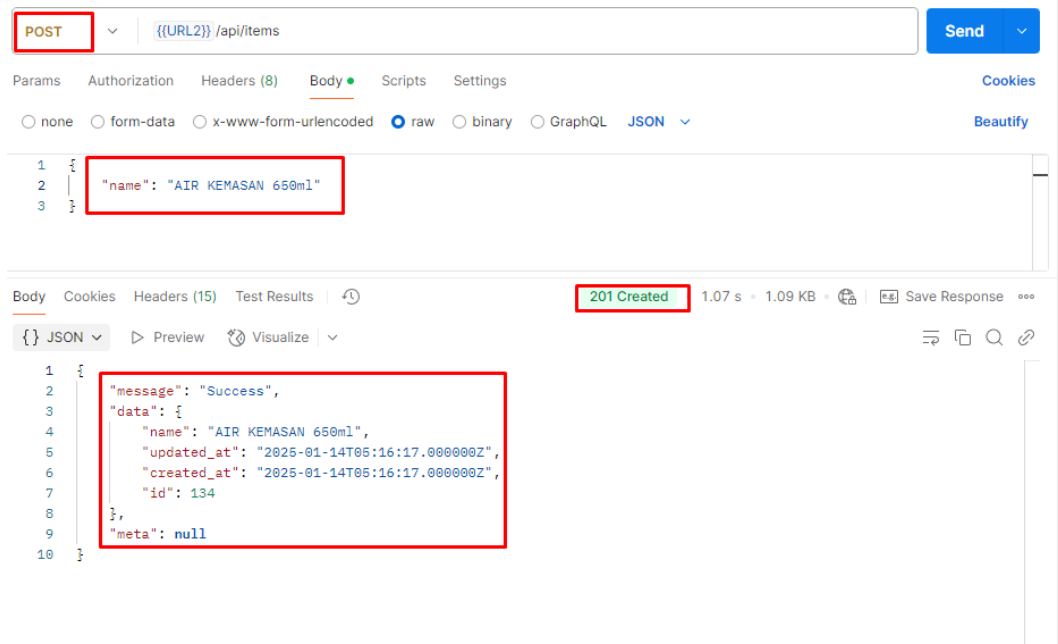 POST {{URL2}} /api/items Send
Params Authorization Headers (8) Body Scripts Settings Cookies
none form-data x-www-form-urlencoded raw binary GraphQL JSON Beautify
1 {
2 "name": "AIR KEMASAN 650ml"
3 }
Body Cookies Headers (15) Test Results 201 Created 1.07 s 1.09 KB e.g. Save Response
{} JSON Preview Visualize
1 {
2 "message": "Success",
3 "data": {
4 "name": "AIR KEMASAN 650ml",
5 "updated_at": "2025-01-14T05:16:17.000000Z",
6 "created_at": "2025-01-14T05:16:17.000000Z",
7 "id": 134
8 },
9 "meta": null
10 }